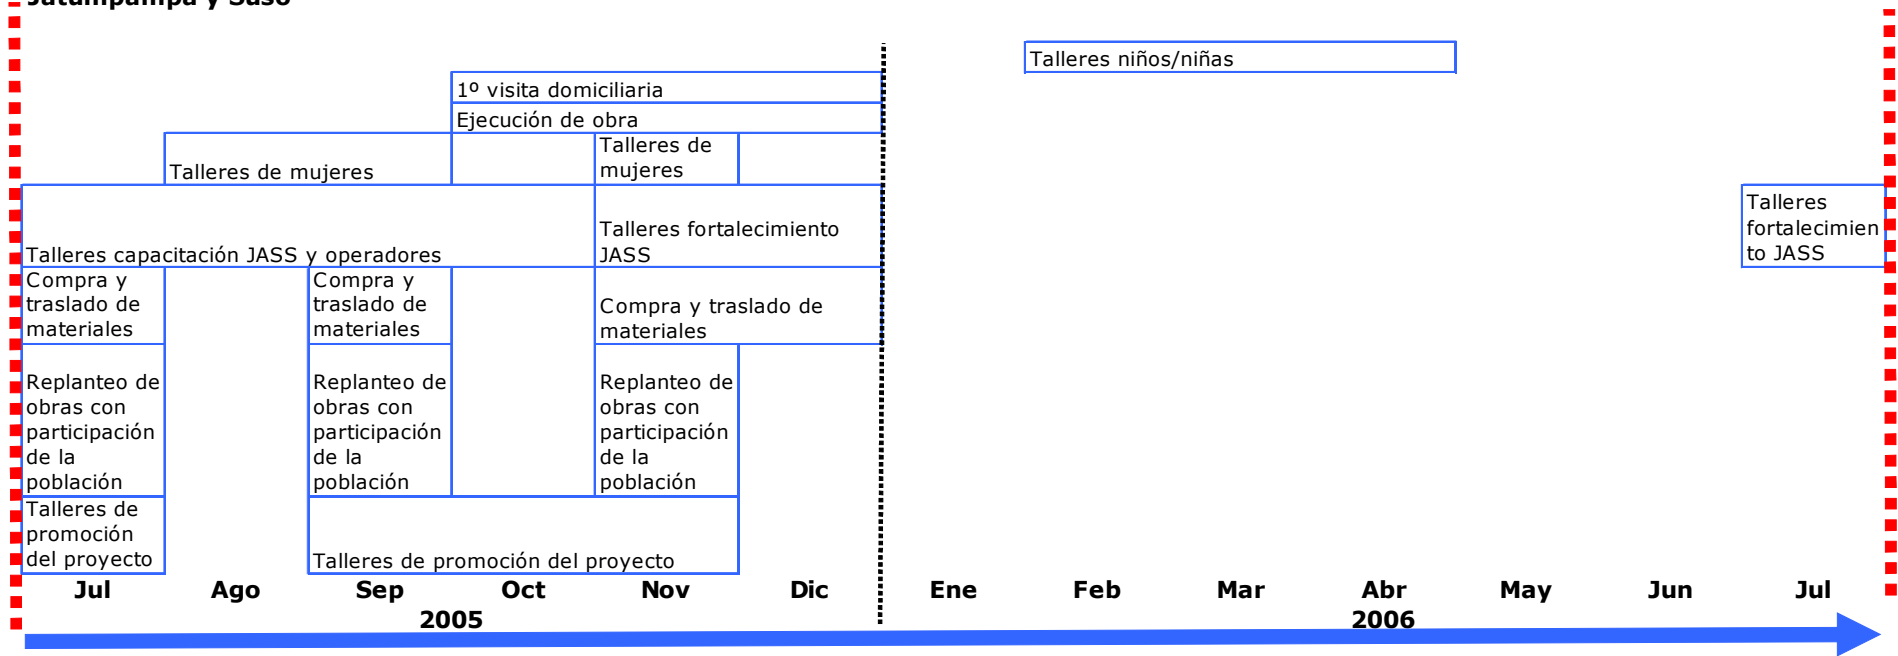 Talleres niños/niñas
1º visita domiciliaria
Ejecución de obra
Talleres de mujeres
Talleres de
mujeres
Talleres capacitación JASS y operadores
Talleres fortalecimiento
JASS
Talleres
fortalecimien
to JASS
Compra y
traslado de
materiales
Compra y
traslado de
materiales
Compra y traslado de
materiales
Replanteo de
obras con
participación
de la
población
Replanteo de
obras con
participación
de la
población
Replanteo de
obras con
participación
de la
población
Talleres de
promoción
del proyecto
Talleres de promoción del proyecto
Jul Ago Sep Oct Nov Dic Ene Feb Mar Abr May Jun Jul
2005 2006